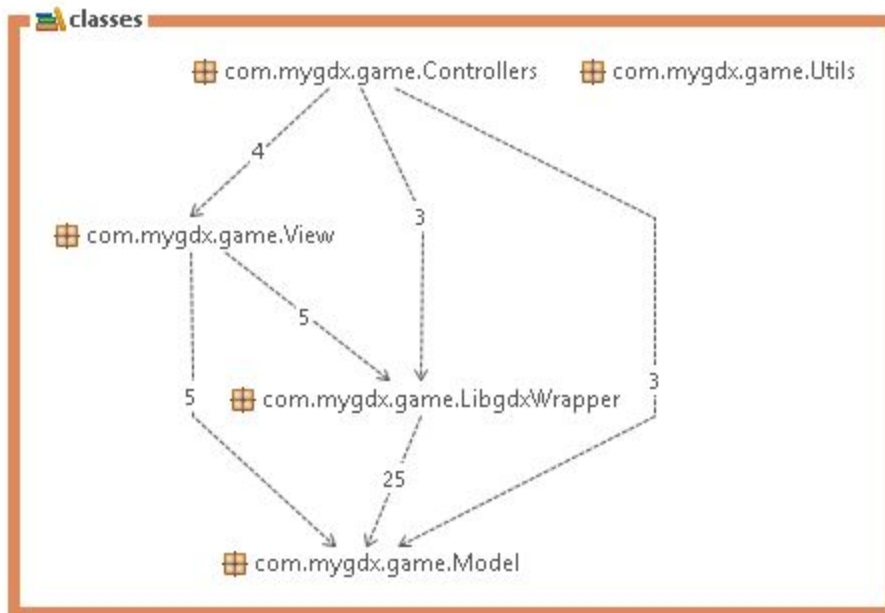 classes
com.mygdx.game.Controllers
com.mygdx.game.Utils
4
3
com.mygdx.game.View
5
5
3
com.mygdx.game.LibgdxWrapper
25
com.mygdx.game.Model